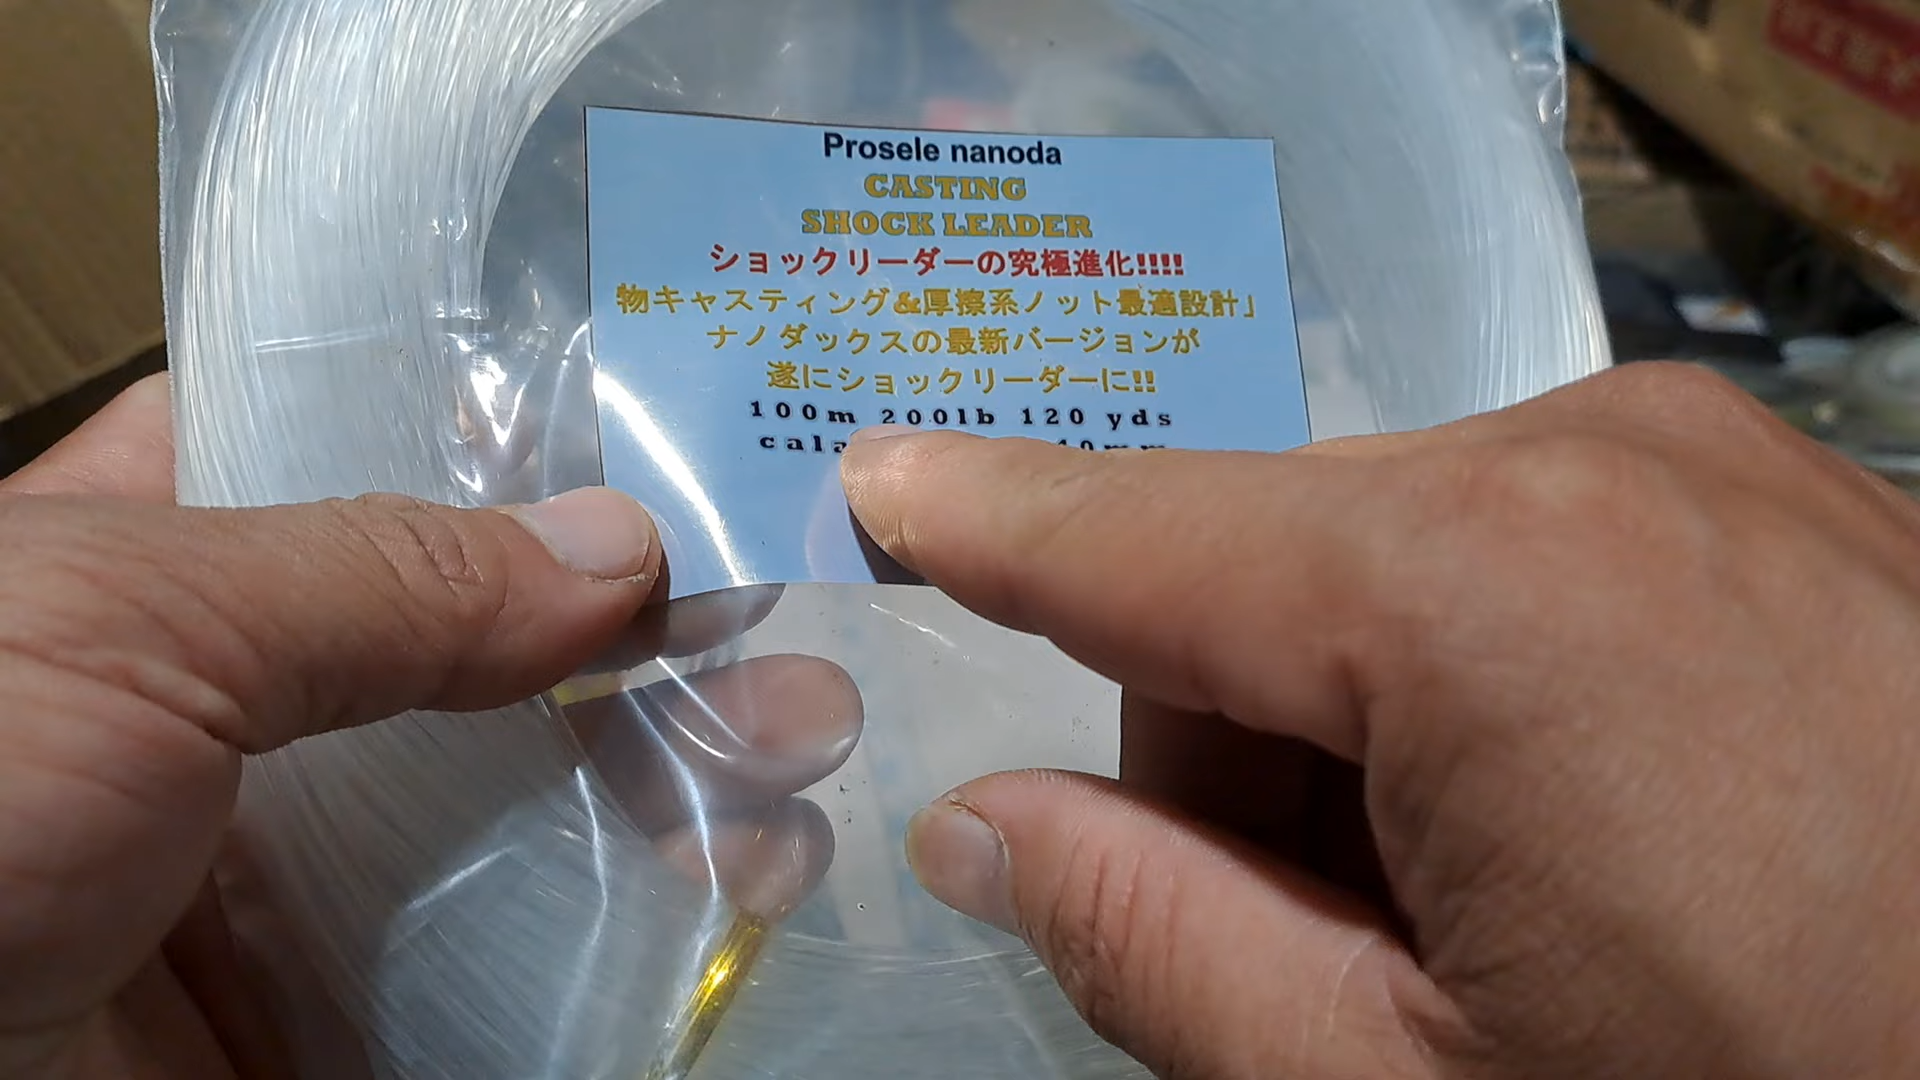 Prosele nanoda
CASTING
SHOCK LEADER
ショックリーダーの究極進化!!!!
物キャスティング&厚擦系ノット最適設計」
ナノダックスの最新バージョンが
遂にショックリーダーに!!
100m 200lb 120 yds